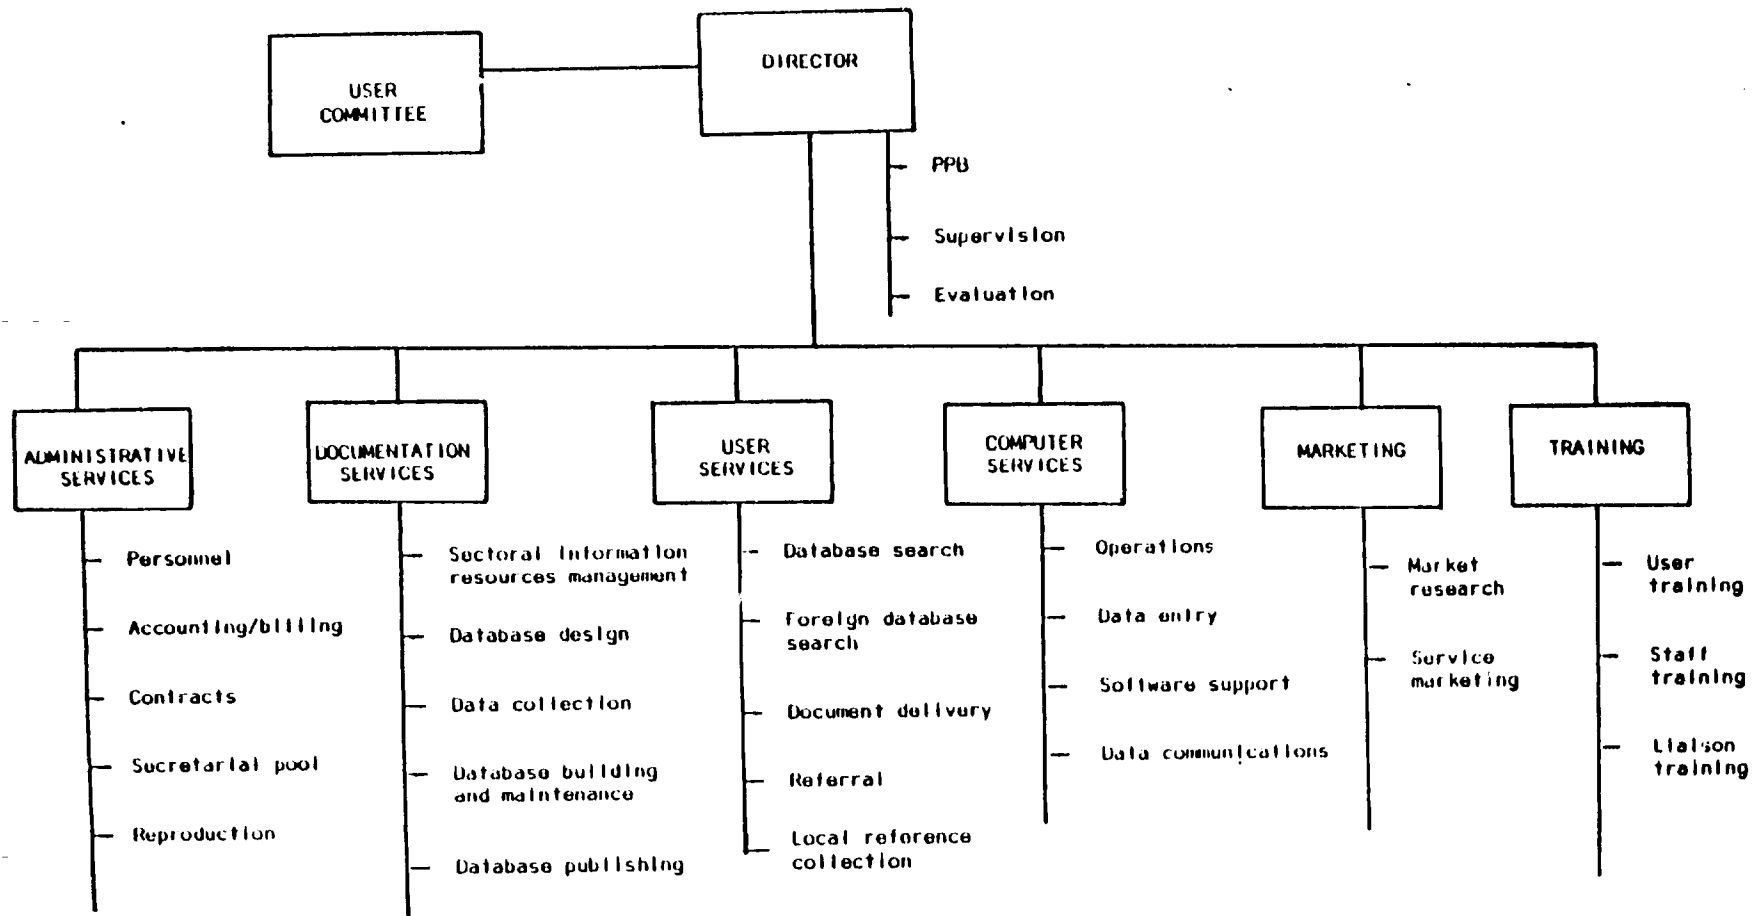 DIRECTOR
USER
COMMITTEE
PPB
Supervision
Evaluation
ADMINISTRATIVE
SERVICES
Personnel
Accounting/billing
Contracts
Secretarial pool
Reproduction
DOCUMENTATION
SERVICES
Sectoral information
resources management
Database design
Data collection
Database building
and maintenance
Database publishing
USER
SERVICES
Database search
Foreign database
search
Document delivery
Referral
Local reference
collection
COMPUTER
SERVICES
Operations
Data entry
Software support
Data communications
MARKETING
Market
research
Service
marketing
TRAINING
User
training
Staff
training
Liaison
training